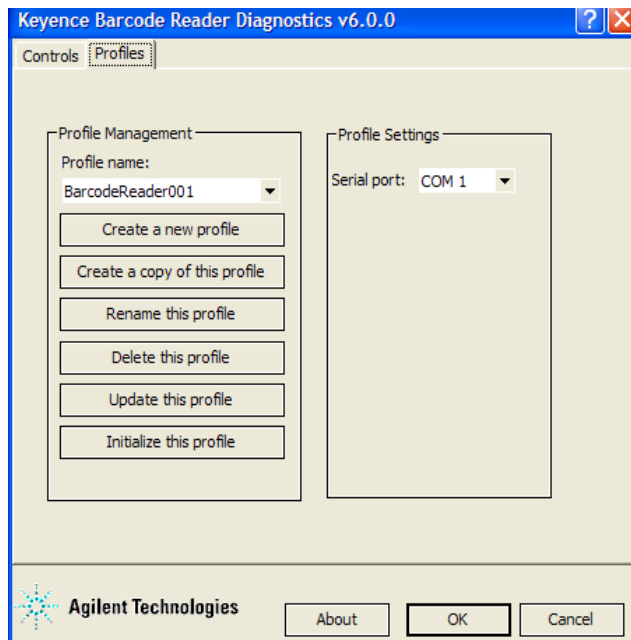 Keyence Barcode Reader Diagnostics v6.0.0
Controls Profiles
Profile Management
Profile name:
BarcodeReader001
Create a new profile
Create a copy of this profile
Rename this profile
Delete this profile
Update this profile
Initialize this profile
Profile Settings
Serial port: COM 1
Agilent Technologies
About OK Cancel